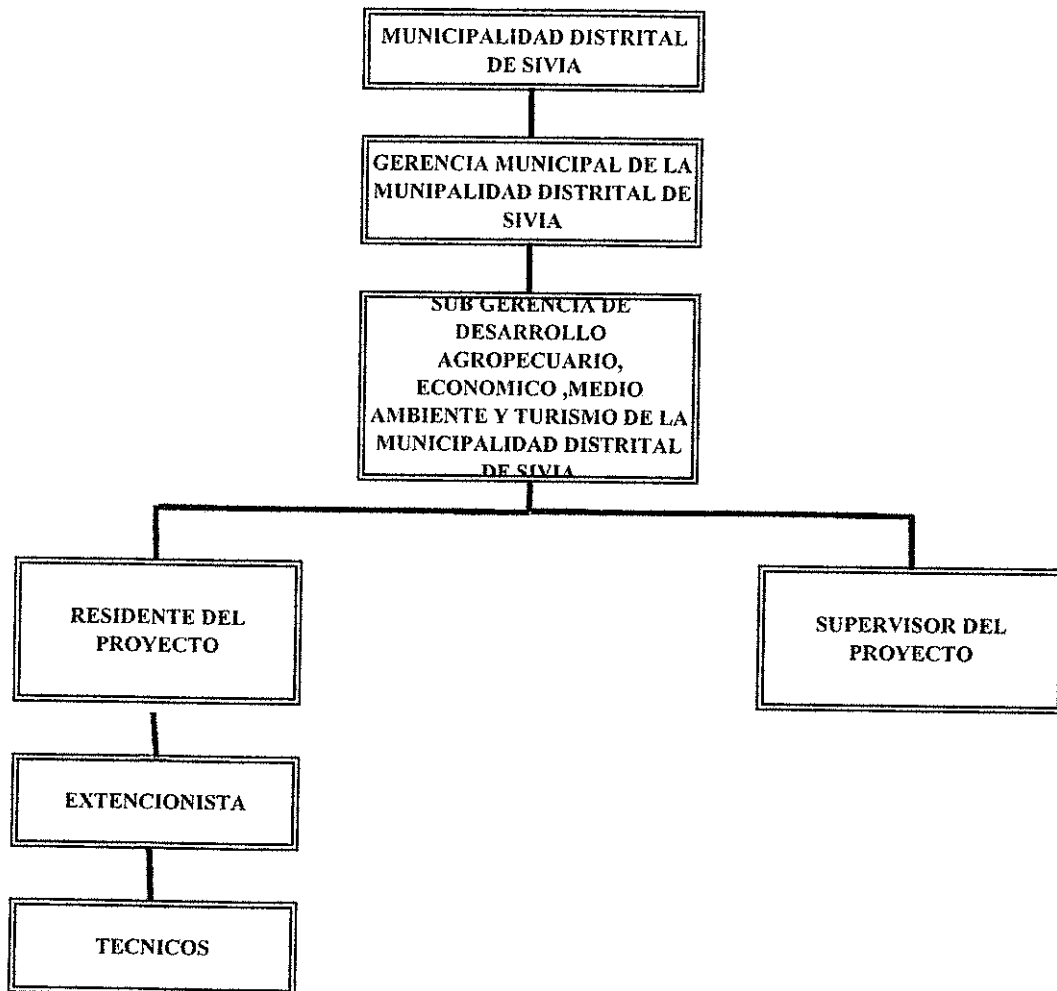 MUNICIPALIDAD DISTRITAL
DE SIVIA
GERENCIA MUNICIPAL DE LA
MUNIPALIDAD DISTRITAL DE
SIVIA
SUB GERENCIA DE
DESARROLLO
AGROPECUARIO,
ECONOMICO ,MEDIO
AMBIENTE Y TURISMO DE LA
MUNICIPALIDAD DISTRITAL
DE SIVIA
RESIDENTE DEL
PROYECTO
SUPERVISOR DEL
PROYECTO
EXTENCIONISTA
TECNICOS